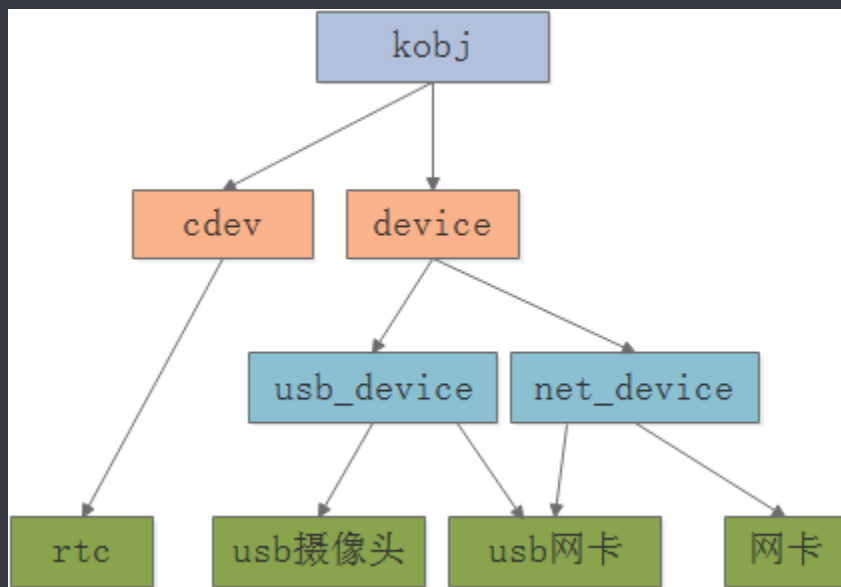 kobj
cdev
device
usb_device
net_device
rtc
usb摄像头
usb网卡
网卡